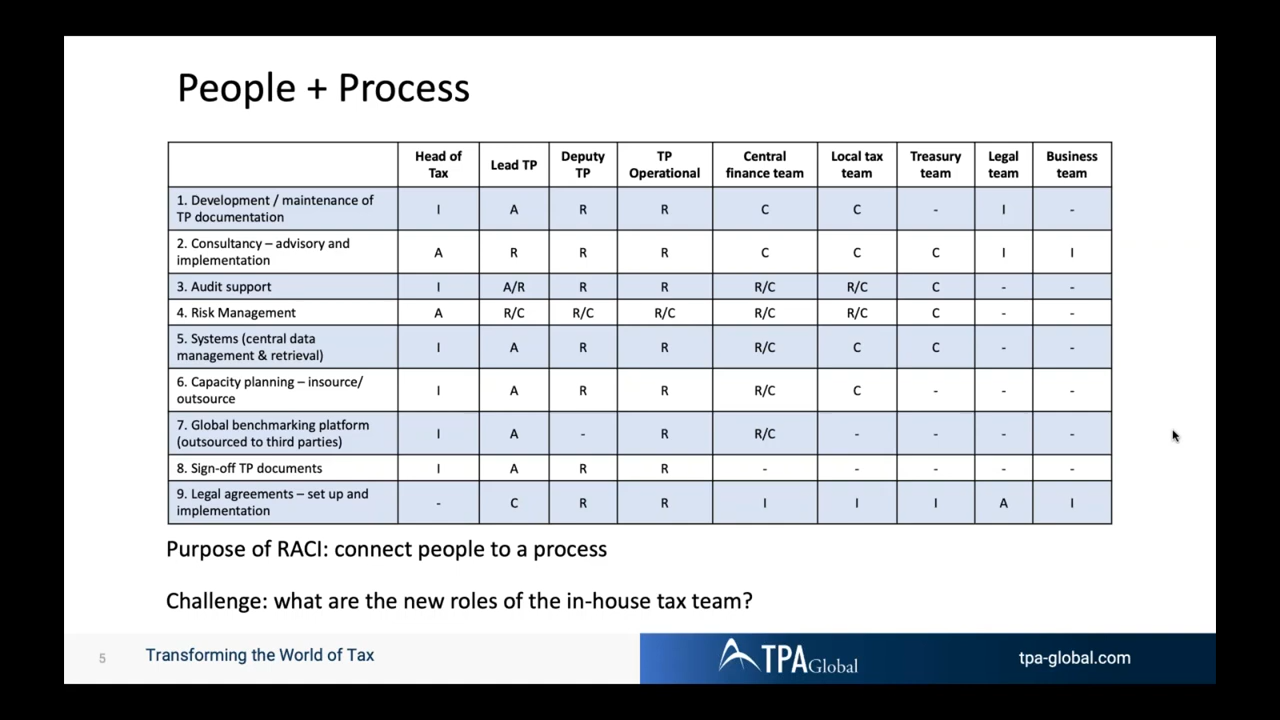 People + Process
Head of Tax | Lead TP | Deputy TP | TP Operational | Central finance team | Local tax team | Treasury team | Legal team | Business team
1. Development / maintenance of TP documentation | I | A | R | R | C | C | - | I | -
2. Consultancy – advisory and implementation | A | R | R | R | C | C | C | I | I
3. Audit support | I | A/R | R | R | R/C | R/C | C | - | -
4. Risk Management | A | R/C | R/C | R/C | R/C | R/C | C | - | -
5. Systems (central data management & retrieval) | I | A | R | R | R/C | C | C | - | -
6. Capacity planning – insource/ outsource | I | A | R | R | R/C | C | - | - | -
7. Global benchmarking platform (outsourced to third parties) | I | A | - | R | R/C | - | - | - | -
8. Sign-off TP documents | I | A | R | R | - | - | - | - | -
9. Legal agreements – set up and implementation | - | C | R | R | I | I | I | A | I
Purpose of RACI: connect people to a process
Challenge: what are the new roles of the in-house tax team?
5
Transforming the World of Tax
TPA Global
tpa-global.com